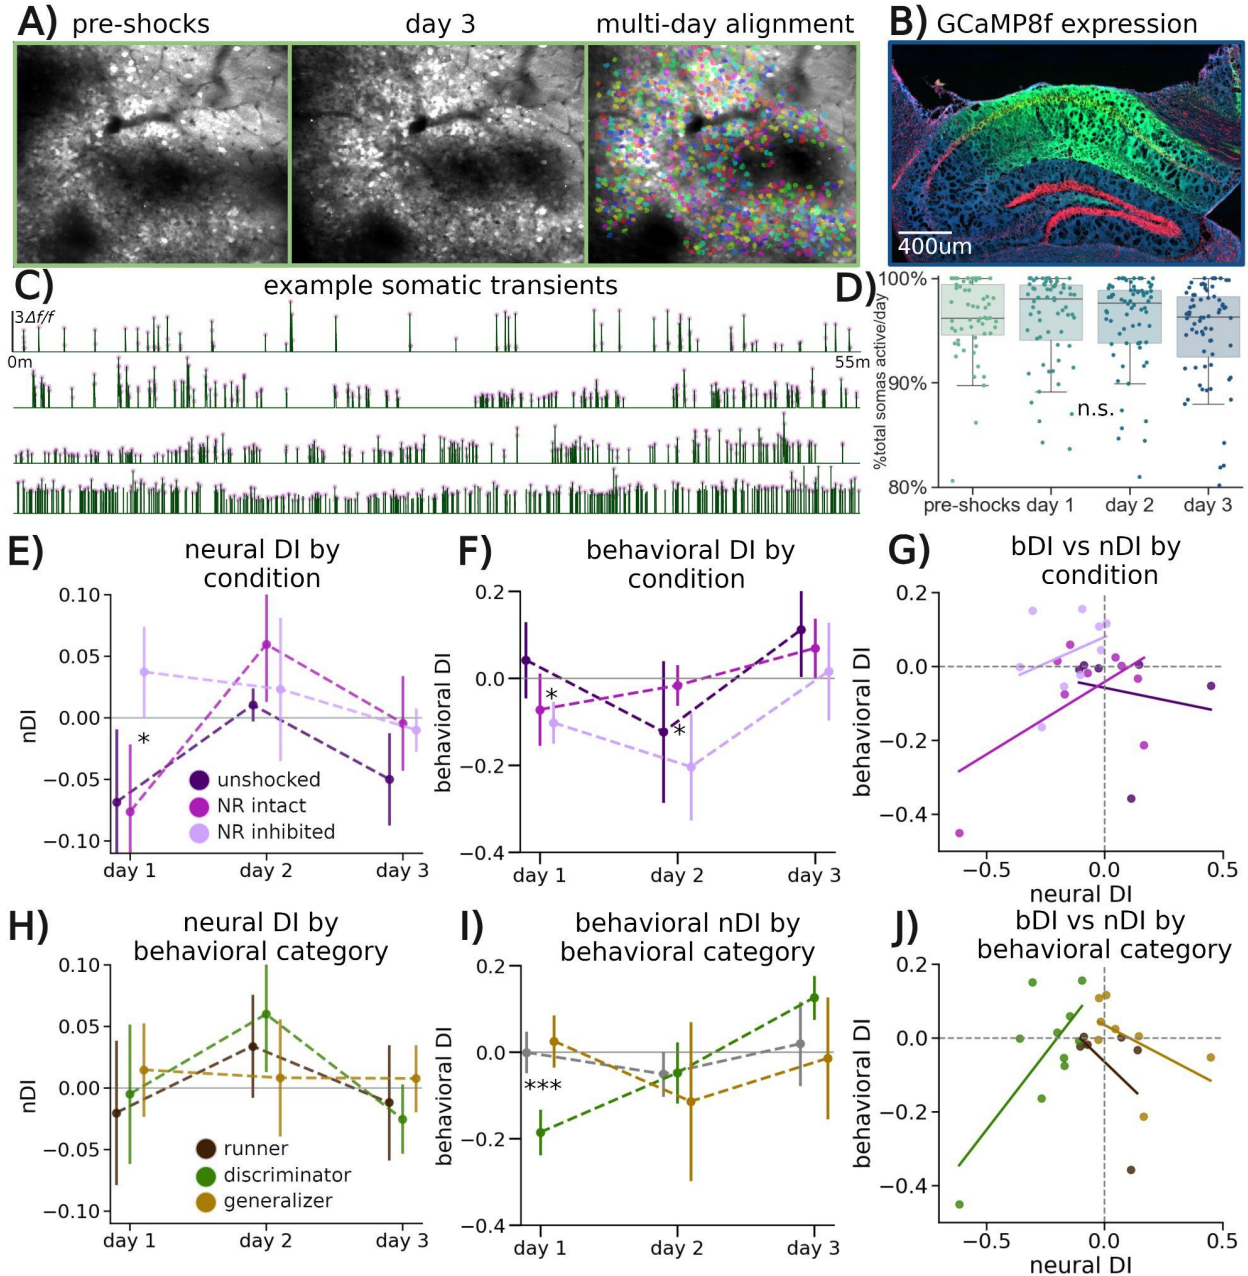 A) pre-shocks day 3 multi-day alignment
B) GCaMP8f expression
400um
C) example somatic transients
3Δf/f
0m 55m
D)
%total somas active/day
100%
90%
80%
n.s.
pre-shocks day 1 day 2 day 3
E) neural DI by
condition
nDI
0.10
0.05
0.00
−0.05
−0.10
*
unshocked
NR intact
NR inhibited
day 1 day 2 day 3
F) behavioral DI by
condition
behavioral DI
0.2
0.0
−0.2
−0.4
*
*
day 1 day 2 day 3
G) bDI vs nDI by
condition
behavioral DI
0.2
0.0
−0.2
−0.4
−0.5 0.0 0.5
neural DI
H) neural DI by
behavioral category
nDI
0.10
0.05
0.00
−0.05
−0.10
runner
discriminator
generalizer
day 1 day 2 day 3
I) behavioral nDI by
behavioral category
behavioral DI
0.2
0.0
−0.2
−0.4
***
day 1 day 2 day 3
J) bDI vs nDI by
behavioral category
behavioral DI
0.2
0.0
−0.2
−0.4
−0.5 0.0 0.5
neural DI